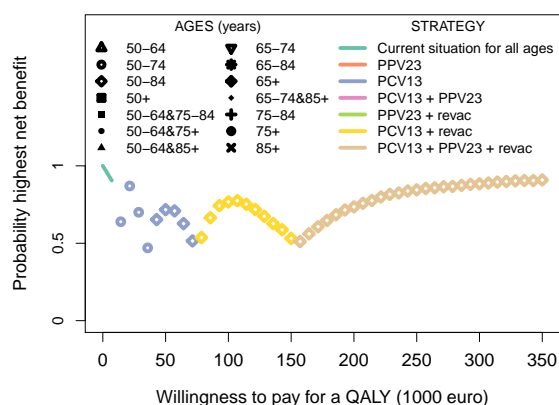 AGES (years) STRATEGY
50−64 65−74 Current situation for all ages
50−74 65−84 PPV23
50−84 65+ PCV13
50+ 65−74&85+ PCV13 + PPV23
50−64&75−84 75−84 PPV23 + revac
50−64&75+ 75+ PCV13 + revac
50−64&85+ 85+ PCV13 + PPV23 + revac
Probability highest net benefit
1
0.5
0
0 50 100 150 200 250 300 350
Willingness to pay for a QALY (1000 euro)